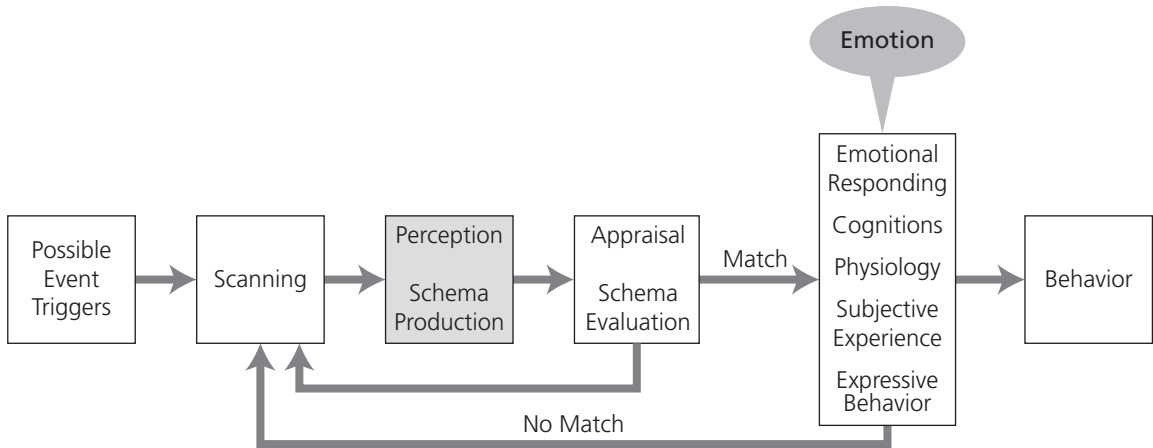 Emotion
Possible
Event
Triggers
Scanning
Perception
Schema
Production
Appraisal
Schema
Evaluation
Match
Emotional
Responding
Cognitions
Physiology
Subjective
Experience
Expressive
Behavior
Behavior
No Match